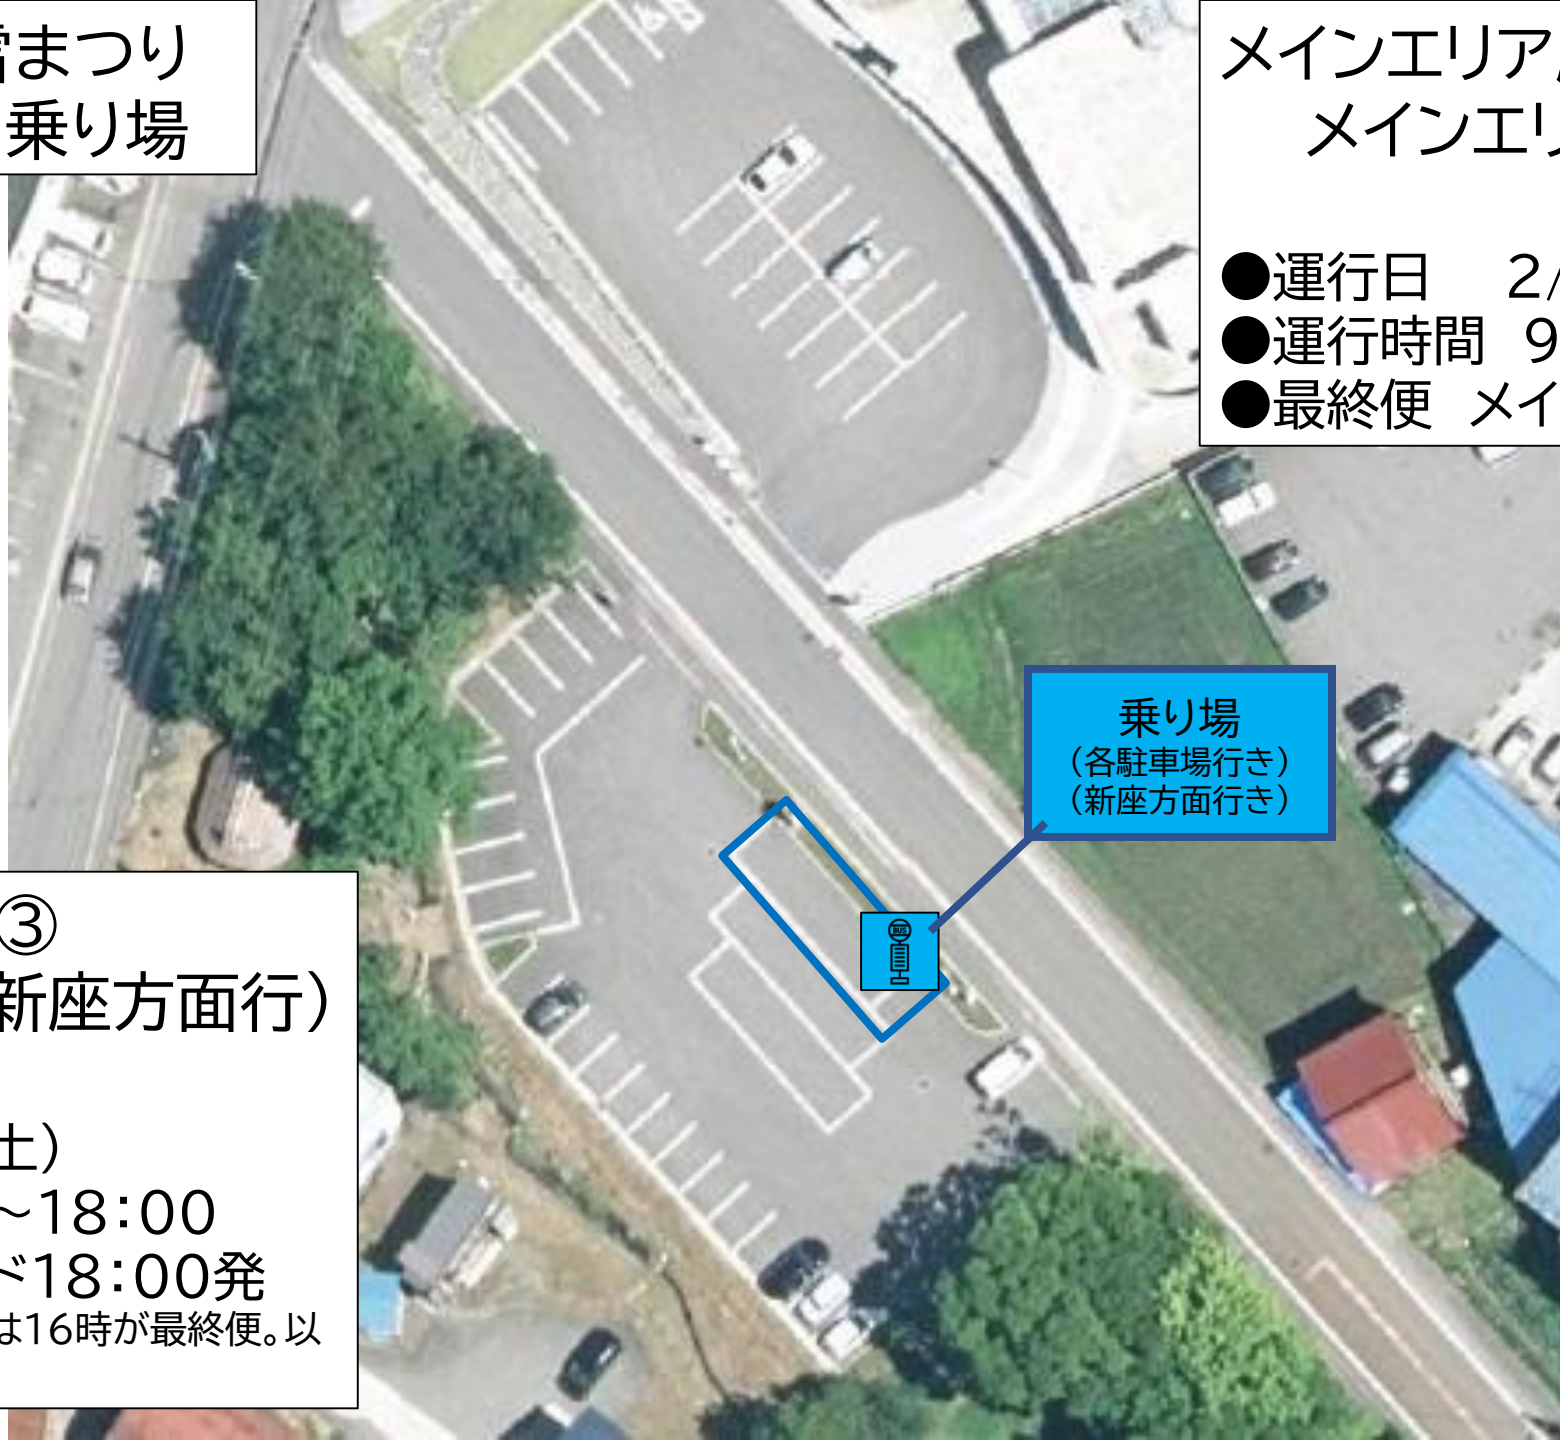 雪まつり
乗り場
メインエリア
メインエリ
●運行日 2/
●運行時間 9
●最終便 メイ
乗り場
（各駐車場行き）
（新座方面行き）
BUS
③
新座方面行）
土）
～18：00
ド18：00発
は16時が最終便。以